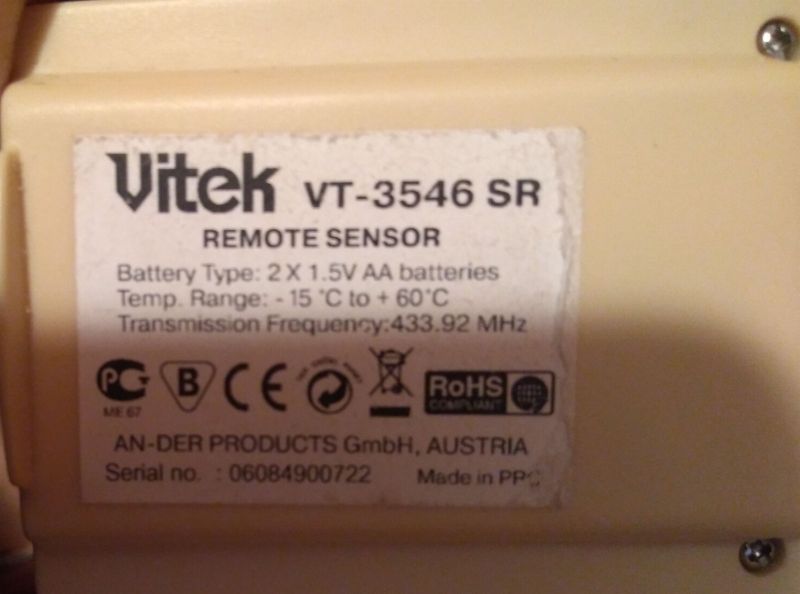 Vitek VT-3546 SR
REMOTE SENSOR
Battery Type: 2 X 1.5V AA batteries
Temp. Range: - 15 °C to + 60°C
Transmission Frequency:433.92 MHz
PC B CE RoHS
ME 67 COMPLIANT
AN-DER PRODUCTS GmbH, AUSTRIA
Serial no. : 06084900722 Made in PRC